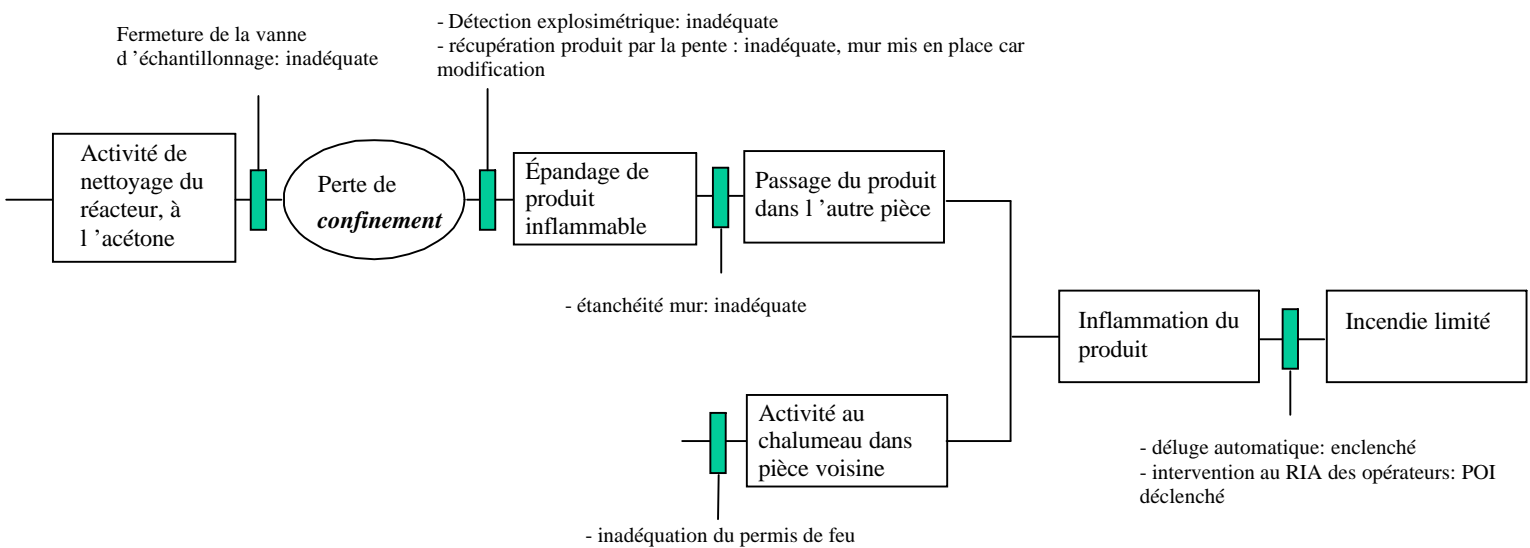 Fermeture de la vanne
d ’échantillonnage: inadéquate
- Détection explosimétrique: inadéquate
- récupération produit par la pente : inadéquate, mur mis en place car
modification
Activité de
nettoyage du
réacteur, à
l ’acétone
Perte de
confinement
Épandage de
produit
inflammable
Passage du produit
dans l ’autre pièce
- étanchéité mur: inadéquate
Inflammation du
produit
Incendie limité
Activité au
chalumeau dans
pièce voisine
- déluge automatique: enclenché
- intervention au RIA des opérateurs: POI
déclenché
- inadéquation du permis de feu